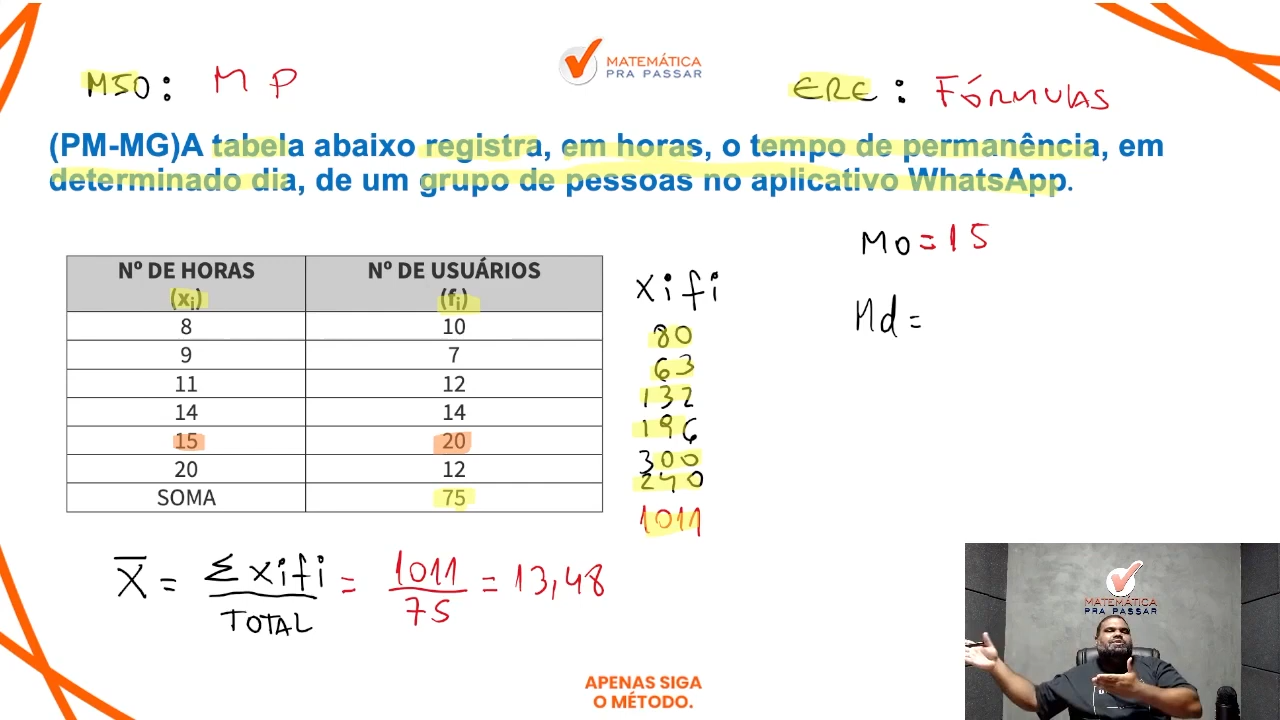 MATEMÁTICA
PRA PASSAR
M50: MP
ERE: FÓRMULAS
(PM-MG)A tabela abaixo registra, em horas, o tempo de permanência, em
determinado dia, de um grupo de pessoas no aplicativo WhatsApp.
Mo = 15
Nº DE HORAS (xi) Nº DE USUÁRIOS (fi) xifi
Md =
8 10 80
9 7 63
11 12 132
14 14 196
15 20 300
20 12 240
SOMA 75 1011
X̅ = Σxifi/TOTAL = 1011/75 = 13,48
MATEMÁTICA
PRA PASSAR
APENAS SIGA
O MÉTODO.